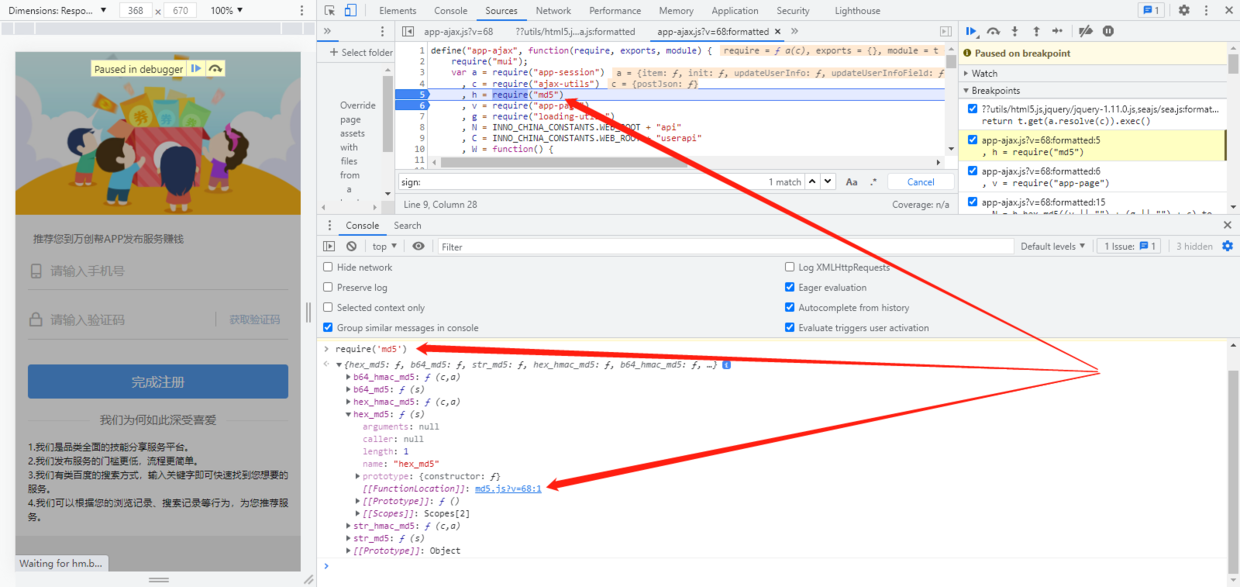 Dimensions: Respo... ▼ 368 x 670 100% ▼
Elements Console Sources Network Performance Memory Application Security Lighthouse
1
Paused in debugger
推荐您到万创帮APP发布服务赚钱
请输入手机号
请输入验证码 获取验证码
完成注册
我们为何如此深受喜爱
1.我们是品类全面的技能分享服务平台。
2.我们发布服务的门槛更低，流程更简单。
3.我们有类百度的搜索方式，输入关键字即可快速找到您想要的
服务。
4.我们可以根据您的浏览记录、搜索记录等行为，为您推荐服
务。
Waiting for hm.b...
+ Select folder
Override
page
assets
with
files
from
a
app-ajax.js?v=68 ??utils/html5.j...a.js:formatted app-ajax.js?v=68:formatted ×
1 define("app-ajax", function(require, exports, module) { require = ƒ a(c), exports = {}, module = t
2 require("mui");
3 var a = require("app-session") a = {item: ƒ, init: ƒ, updateUserInfo: ƒ, updateUserInfoField: ƒ
4 , c = require("ajax-utils") c = {postJson: ƒ}
5 , h = require("md5")
6 , v = require("app-page")
7 , g = require("loading-util")
8 , N = INNO_CHINA_CONSTANTS.WEB_ROOT + "api"
9 , C = INNO_CHINA_CONSTANTS.WEB_ROOT + "userapi"
10 , W = function() {
11
sign: 1 match Aa .* Cancel
Line 9, Column 28 Coverage: n/a
Paused on breakpoint
Watch
Breakpoints
??utils/html5.js,jquery/jquery-1.11.0.js,seajs/sea.js:format...
return t.get(a.resolve(c)).exec()
app-ajax.js?v=68:formatted:5
, h = require("md5")
app-ajax.js?v=68:formatted:6
, v = require("app-page")
app-ajax.js?v=68:formatted:15
Console Search
top ▼ Filter Default levels ▼ 1 Issue: 1 3 hidden
Hide network
Preserve log
Selected context only
Group similar messages in console
Log XMLHttpRequests
Eager evaluation
Autocomplete from history
Evaluate triggers user activation
require('md5')
{hex_md5: ƒ, b64_md5: ƒ, str_md5: ƒ, hex_hmac_md5: ƒ, b64_hmac_md5: ƒ, …}
b64_hmac_md5: ƒ (c,a)
b64_md5: ƒ (s)
hex_hmac_md5: ƒ (c,a)
hex_md5: ƒ (s)
arguments: null
caller: null
length: 1
name: "hex_md5"
prototype: {constructor: ƒ}
[[FunctionLocation]]: md5.js?v=68:1
[[Prototype]]: ƒ ()
[[Scopes]]: Scopes[2]
str_hmac_md5: ƒ (c,a)
str_md5: ƒ (s)
[[Prototype]]: Object